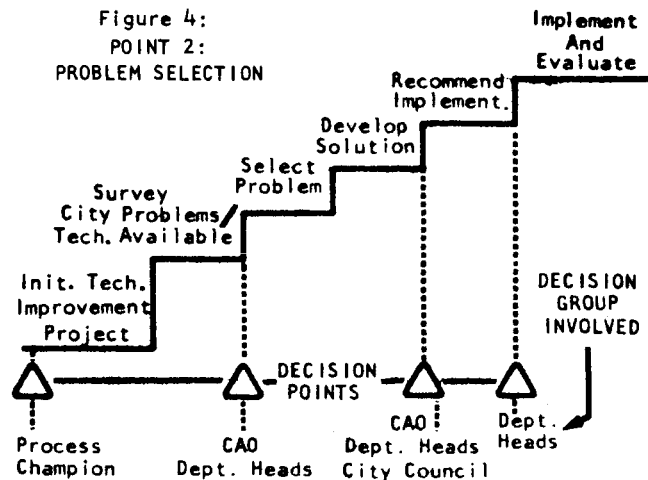 Figure 4:
POINT 2:
PROBLEM SELECTION
Implement
And
Evaluate
Recommend
Implement.
Develop
Solution
Select
Problem
Survey
City Problems/
Tech. Available
Init. Tech.
Improvement
Project
DECISION
GROUP
INVOLVED
DECISION
POINTS
Process
Champion
CAO
Dept. Heads
CAO
Dept. Heads
City Council
Dept.
Heads